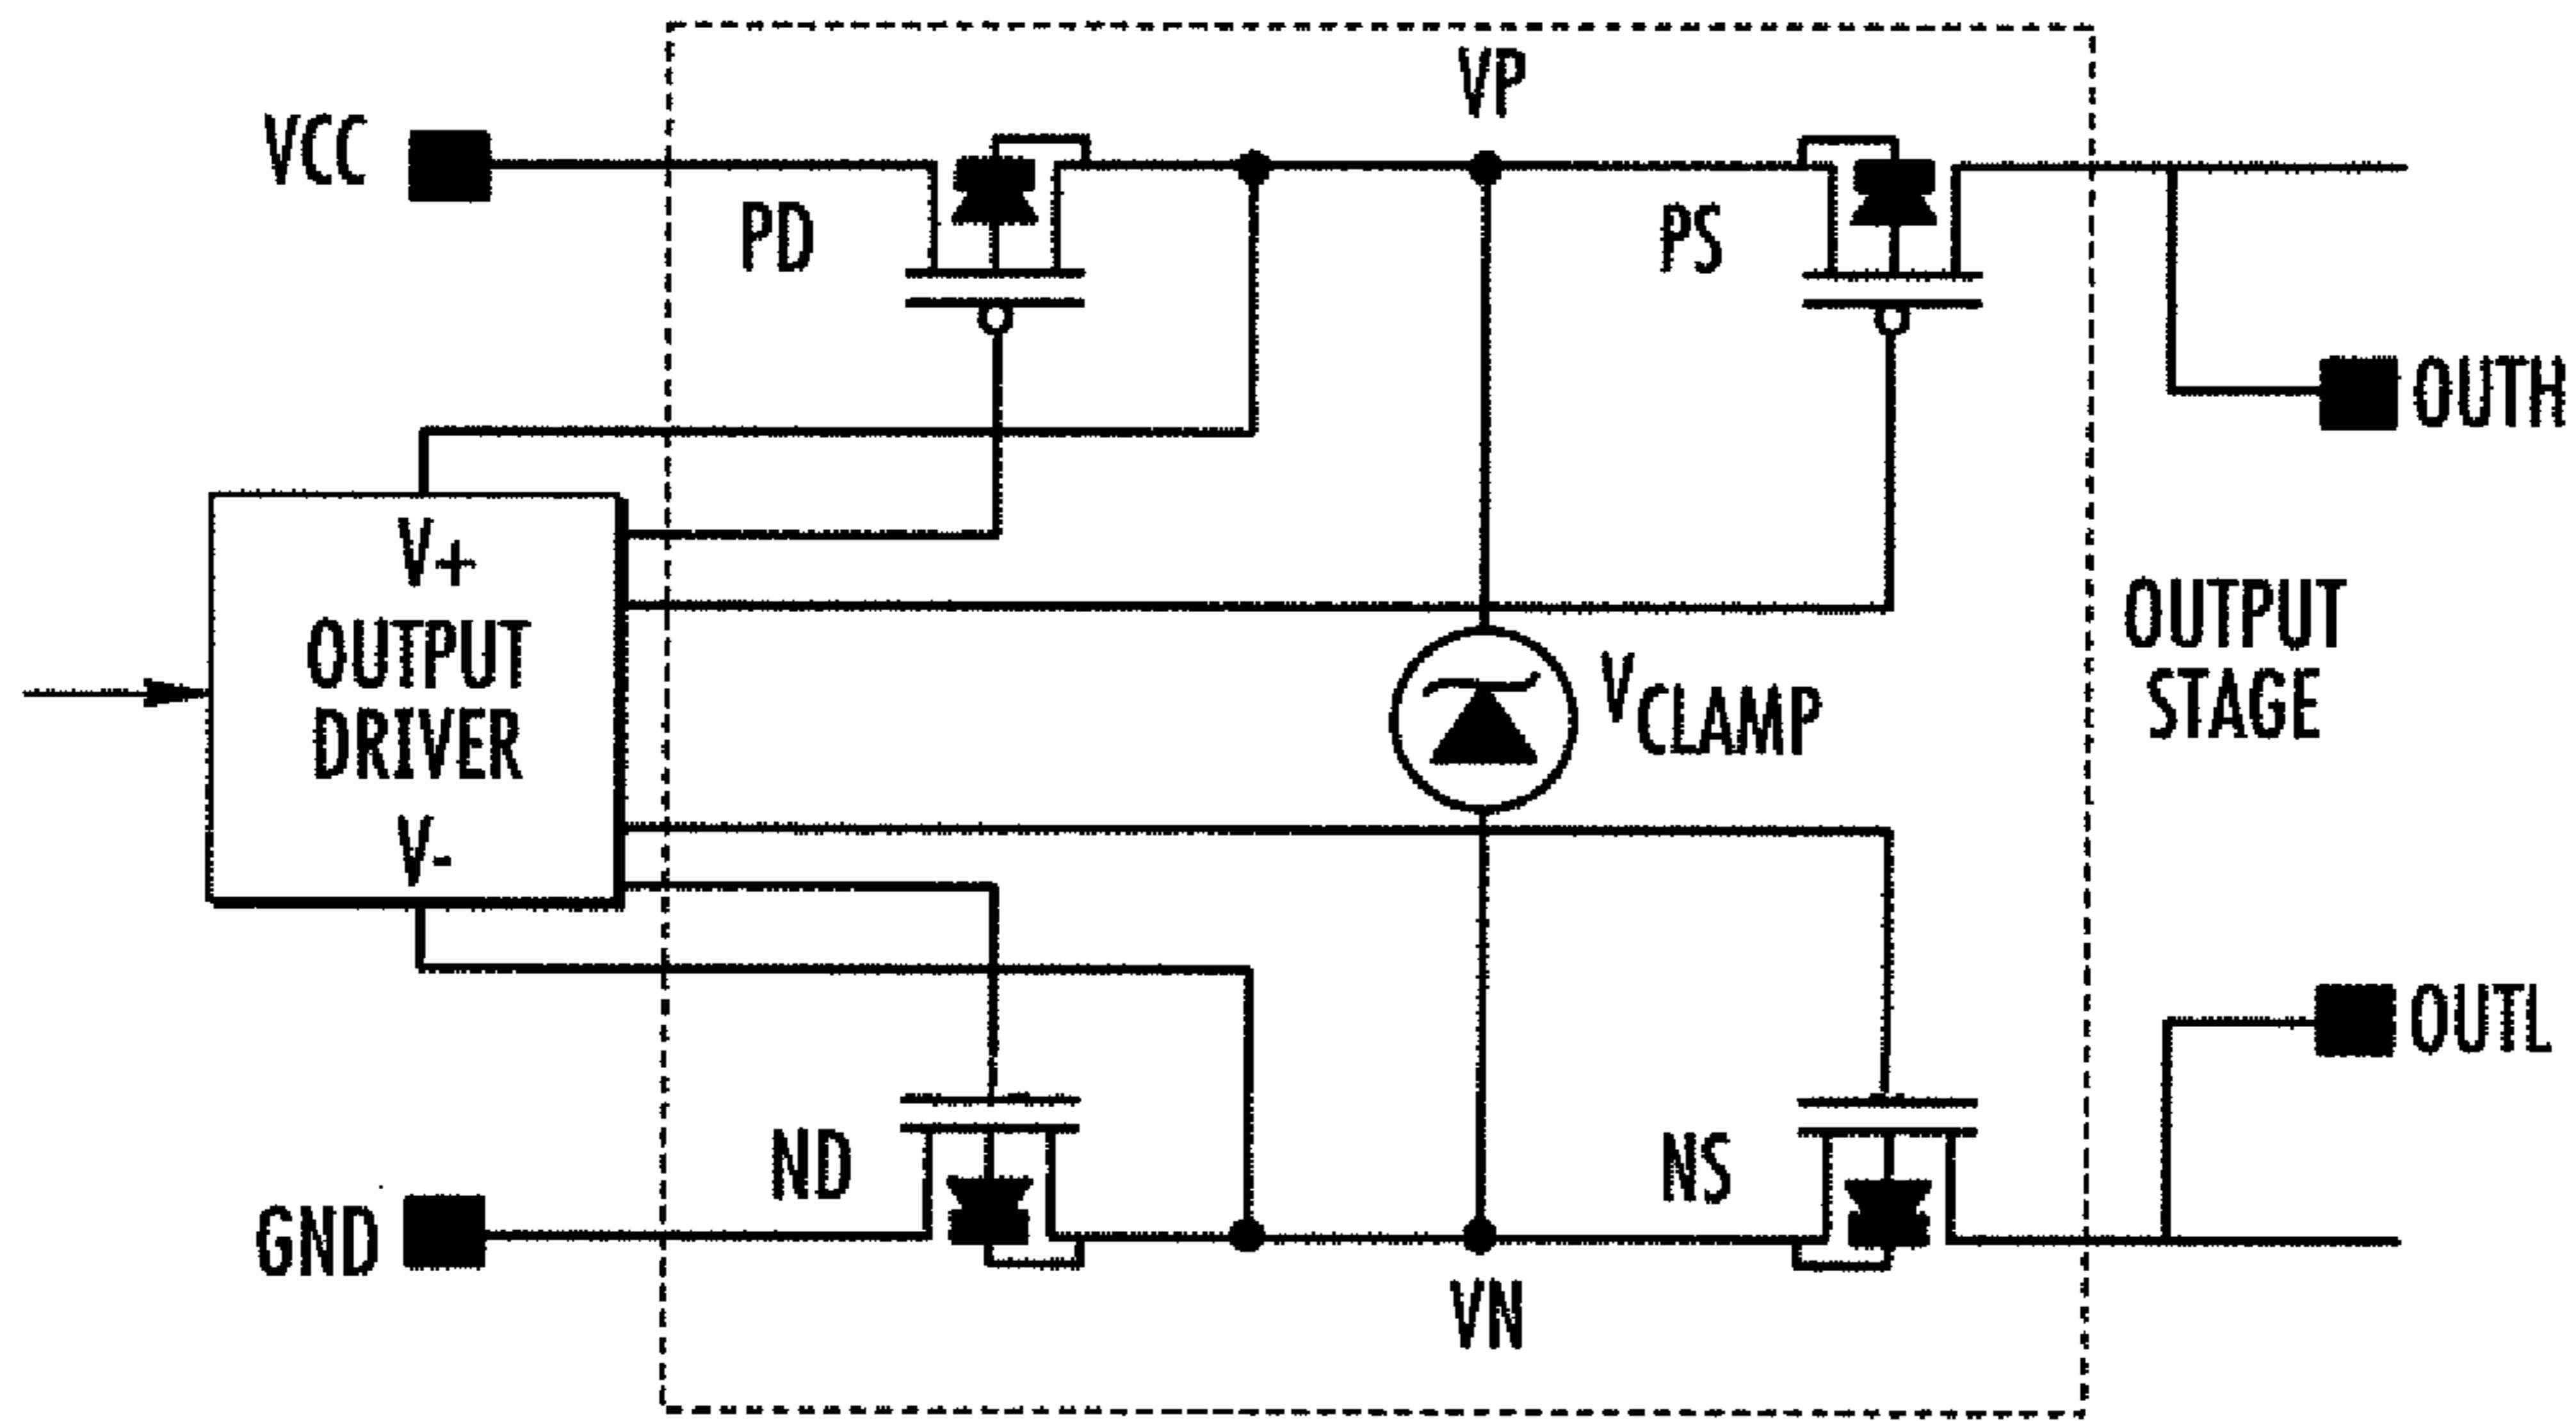 VP
VCC
PD
PS
OUTH
V+
OUTPUT
DRIVER
V-
VCLAMP
OUTPUT
STAGE
OUTL
ND
NS
GND
VN